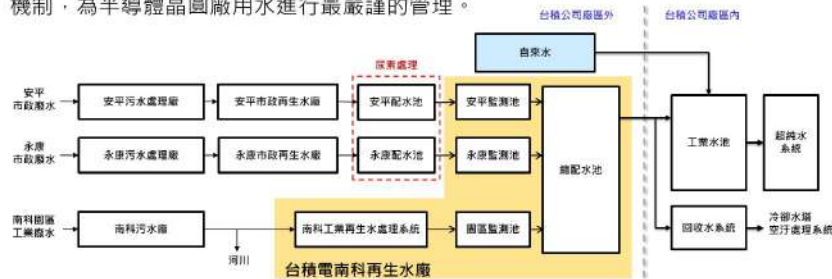 機制，為半導體晶圓廠用水進行最嚴謹的管理。
台積公司廠區外
台積公司廠區內
自來水
尿素處理
安平
市政廢水
安平污水處理廠
安平市政再生水廠
安平配水池
安平監測池
永康
市政廢水
永康污水處理廠
永康市政再生水廠
永康配水池
永康監測池
總配水池
工業水池
超純水
系統
南科園區
工業廢水
南科污水廠
河川
南科工業再生水處理系統
園區監測池
回收水系統
冷卻水塔
空汙處理系統
台積電南科再生水廠